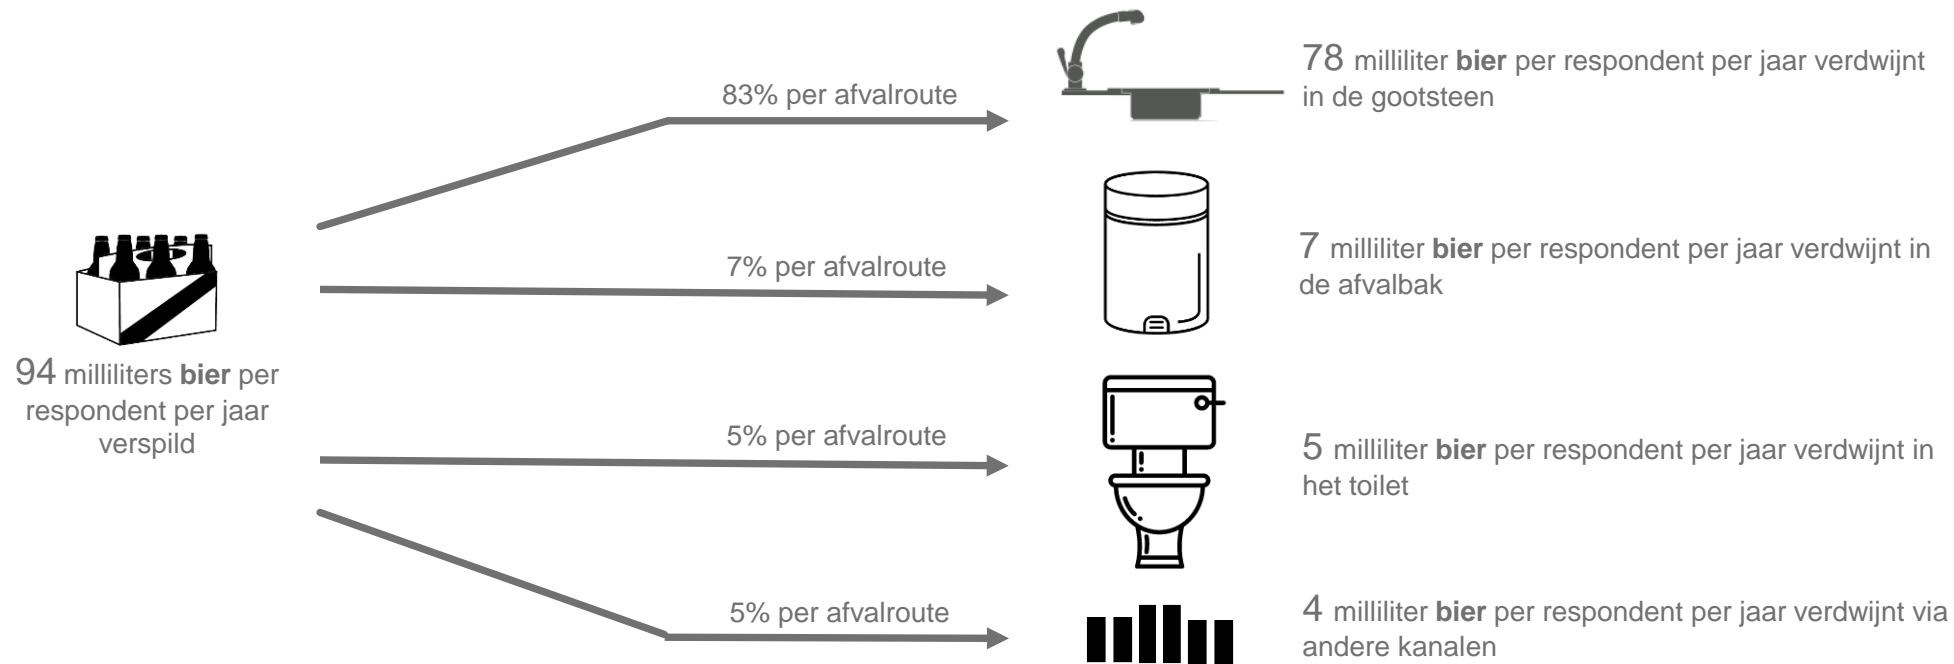 94 milliliters bier per
respondent per jaar
verspild
83% per afvalroute
78 milliliter bier per respondent per jaar verdwijnt
in de gootsteen
7% per afvalroute
7 milliliter bier per respondent per jaar verdwijnt in
de afvalbak
5% per afvalroute
5 milliliter bier per respondent per jaar verdwijnt in
het toilet
5% per afvalroute
4 milliliter bier per respondent per jaar verdwijnt via
andere kanalen